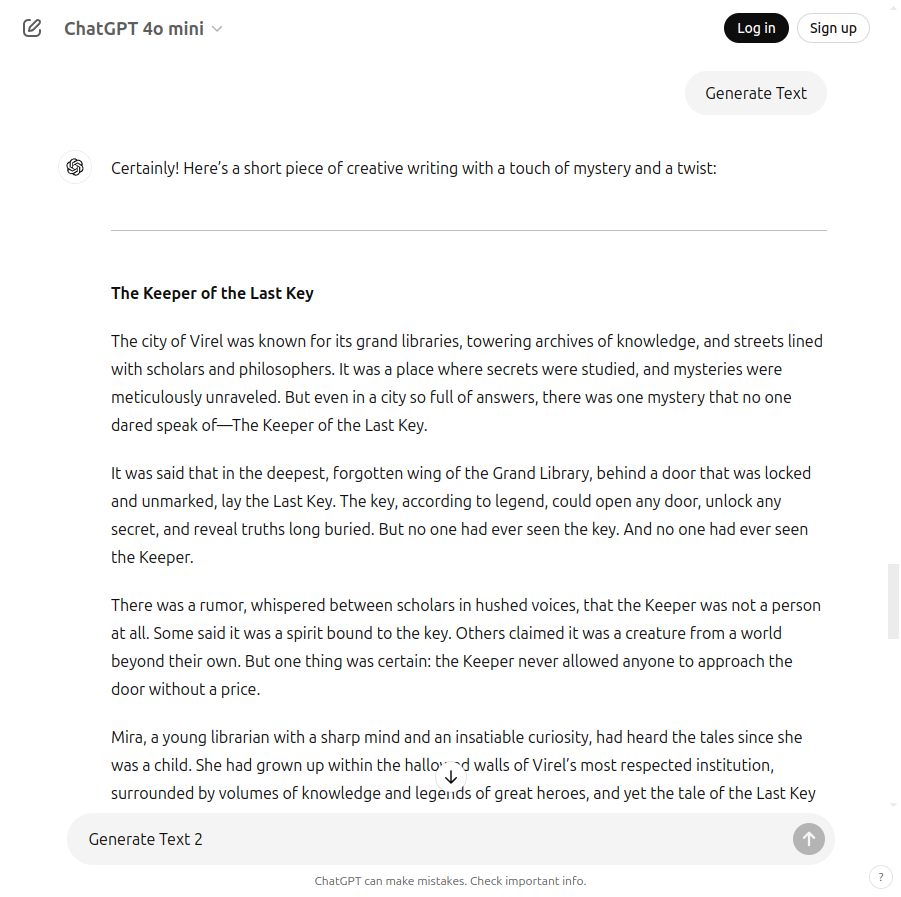 ChatGPT 4o mini
Log in
Sign up
Generate Text
Certainly! Here’s a short piece of creative writing with a touch of mystery and a twist:
The Keeper of the Last Key
The city of Virel was known for its grand libraries, towering archives of knowledge, and streets lined
with scholars and philosophers. It was a place where secrets were studied, and mysteries were
meticulously unraveled. But even in a city so full of answers, there was one mystery that no one
dared speak of—The Keeper of the Last Key.
It was said that in the deepest, forgotten wing of the Grand Library, behind a door that was locked
and unmarked, lay the Last Key. The key, according to legend, could open any door, unlock any
secret, and reveal truths long buried. But no one had ever seen the key. And no one had ever seen
the Keeper.
There was a rumor, whispered between scholars in hushed voices, that the Keeper was not a person
at all. Some said it was a spirit bound to the key. Others claimed it was a creature from a world
beyond their own. But one thing was certain: the Keeper never allowed anyone to approach the
door without a price.
Mira, a young librarian with a sharp mind and an insatiable curiosity, had heard the tales since she
was a child. She had grown up within the hallowed walls of Virel’s most respected institution,
surrounded by volumes of knowledge and legends of great heroes, and yet the tale of the Last Key
Generate Text 2
ChatGPT can make mistakes. Check important info.
?